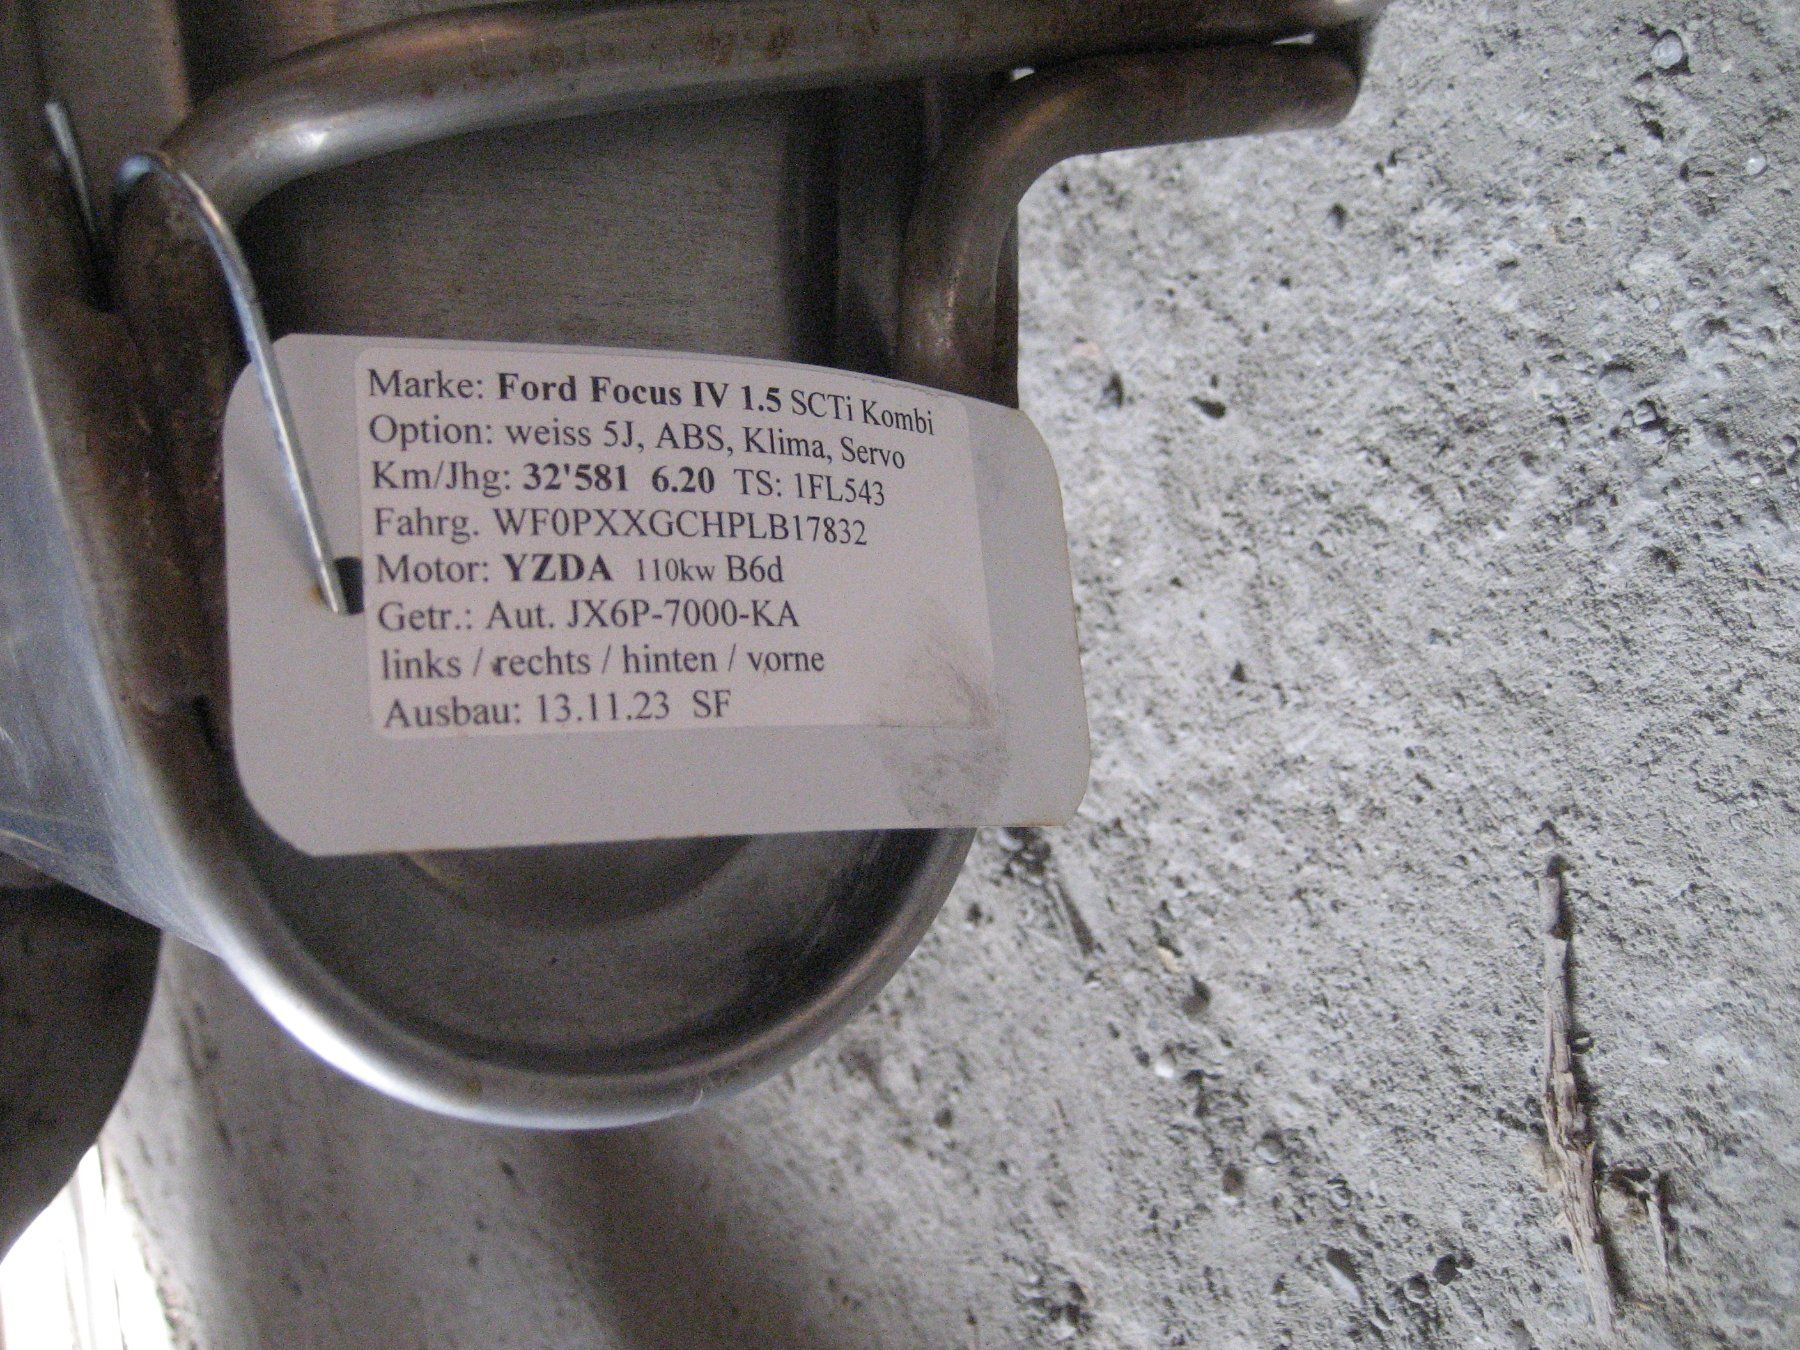 Marke: Ford Focus IV 1.5 SCTi Kombi
Option: weiss 5J, ABS, Klima, Servo
Km/Jhg: 32'581 6.20 TS: 1FL543
Fahrg. WF0PXXGCHPLB17832
Motor: YZDA 110kw B6d
Getr.: Aut. JX6P-7000-KA
links / rechts / hinten / vorne
Ausbau: 13.11.23 SF